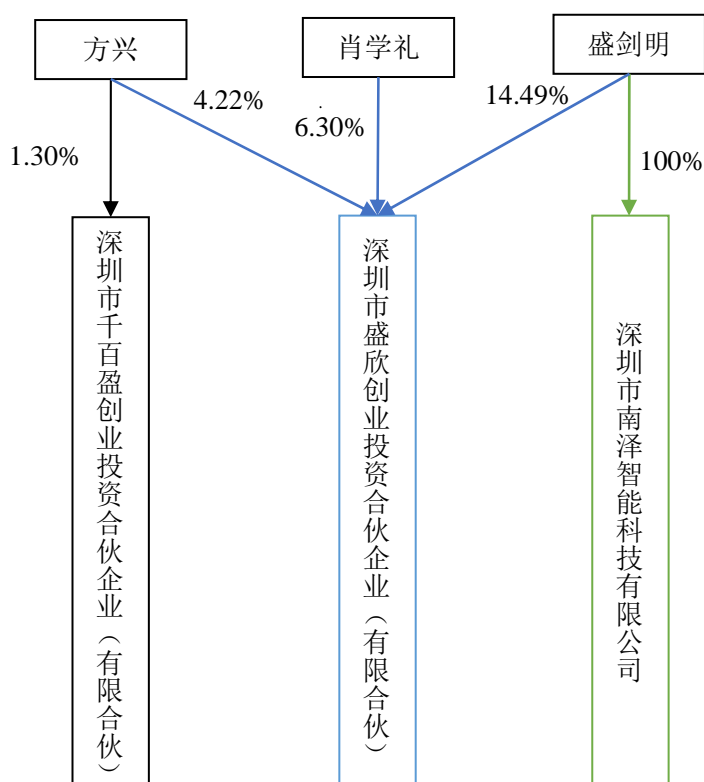 方兴
肖学礼
盛剑明
4.22%
6.30%
14.49%
1.30%
100%
深圳市千百盈创业投资合伙企业（有限合伙）
深圳市盛欣创业投资合伙企业（有限合伙）
深圳市南泽智能科技有限公司